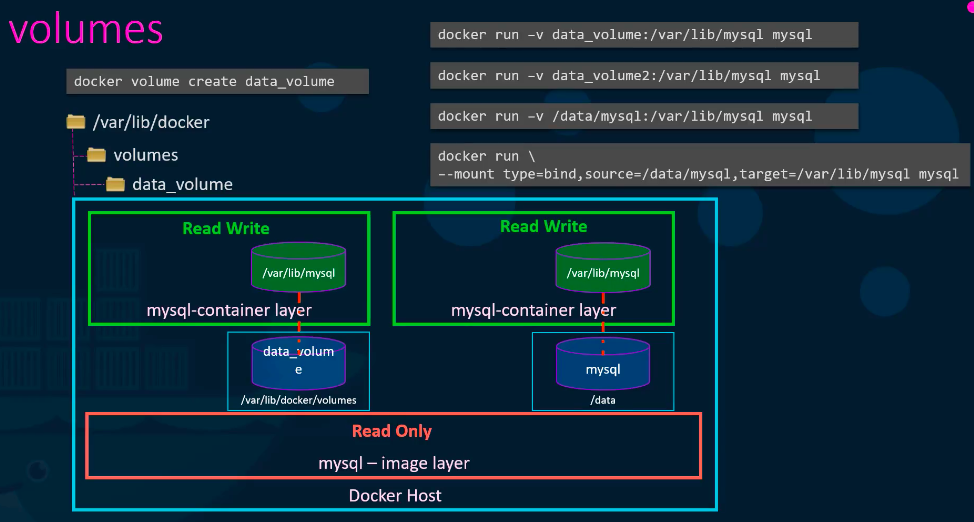 volumes
docker volume create data_volume
/var/lib/docker
volumes
data_volume
docker run –v data_volume:/var/lib/mysql mysql
docker run –v data_volume2:/var/lib/mysql mysql
docker run –v /data/mysql:/var/lib/mysql mysql
docker run \
--mount type=bind,source=/data/mysql,target=/var/lib/mysql mysql
Read Write
/var/lib/mysql
mysql-container layer
data_volum
e
/var/lib/docker/volumes
Read Write
/var/lib/mysql
mysql-container layer
mysql
/data
Read Only
mysql – image layer
Docker Host